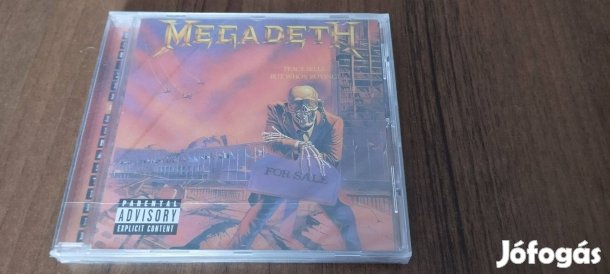 MEGADETH
PEACE SELLS...
BUT WHO'S BUYING?
FOR SALE
PARENTAL
ADVISORY
EXPLICIT CONTENT
Jófogás